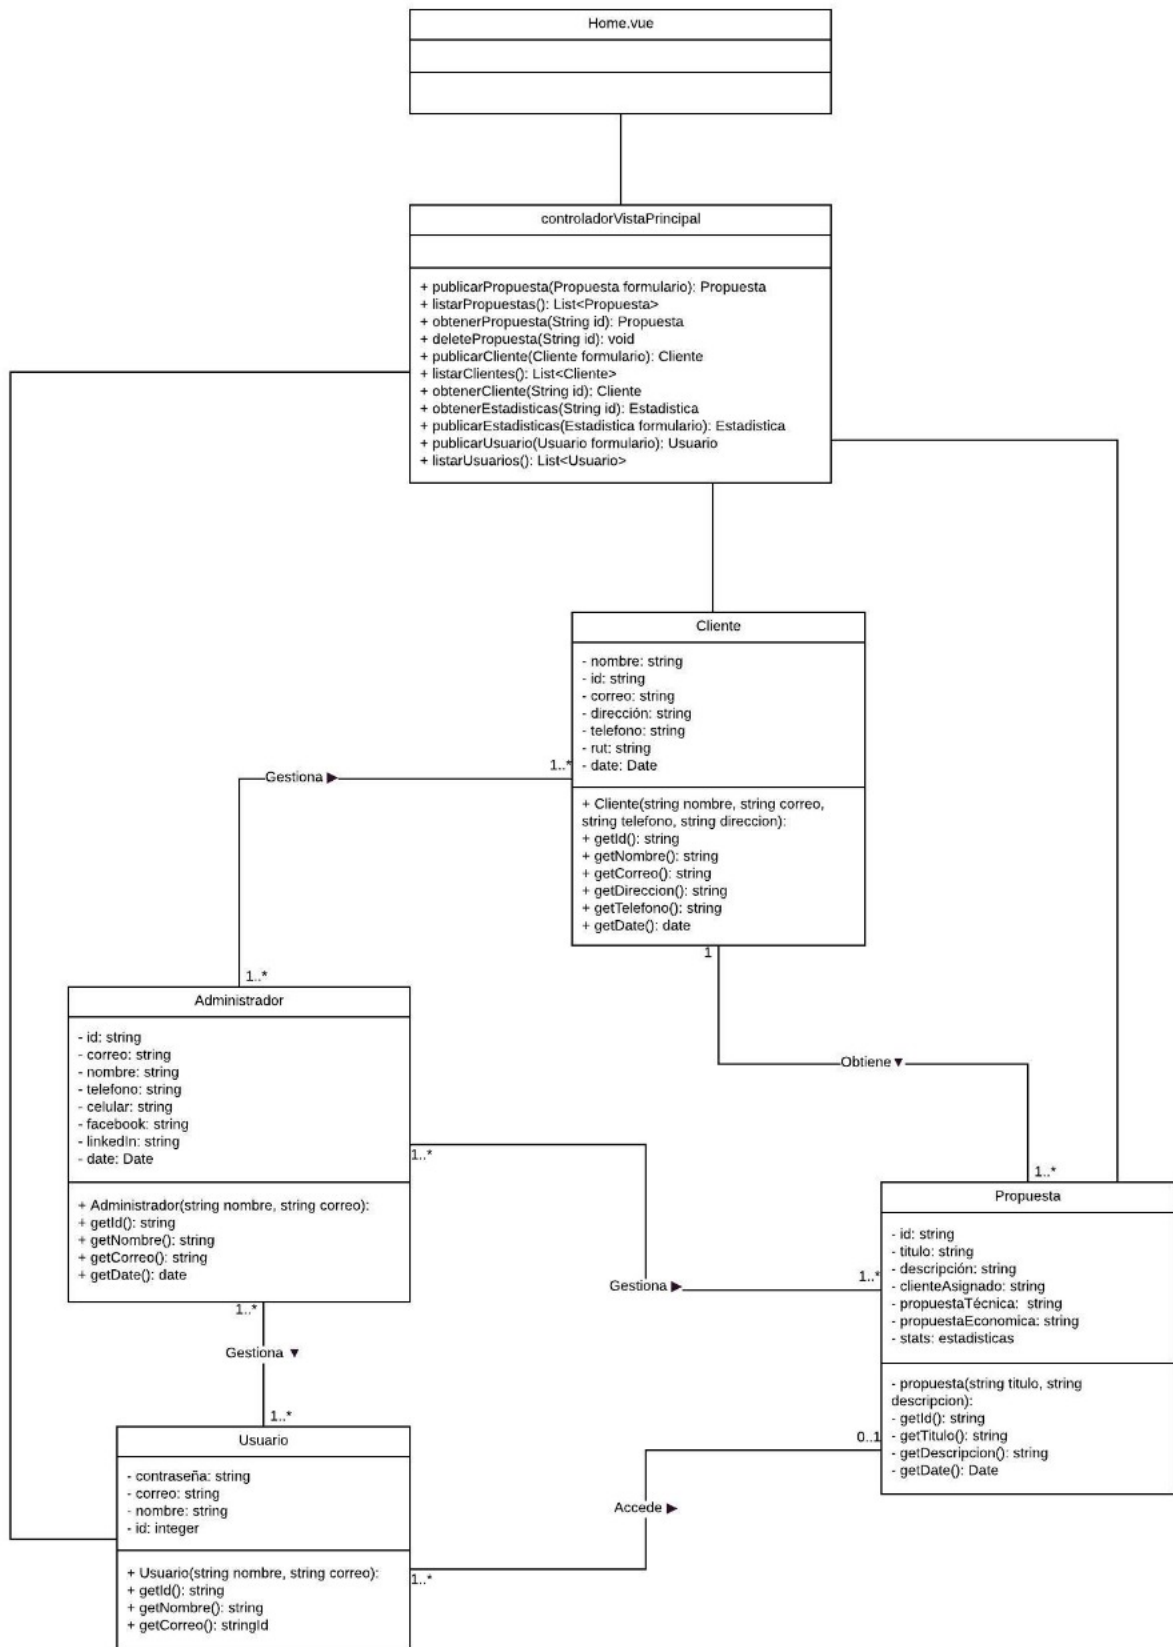 Home.vue
controladorVistaPrincipal
+ publicarPropuesta(Propuesta formulario): Propuesta
+ listarPropuestas(): List<Propuesta>
+ obtenerPropuesta(String id): Propuesta
+ deletePropuesta(String id): void
+ publicarCliente(Cliente formulario): Cliente
+ listarClientes(): List<Cliente>
+ obtenerCliente(String id): Cliente
+ obtenerEstadisticas(String id): Estadistica
+ publicarEstadisticas(Estadistica formulario): Estadistica
+ publicarUsuario(Usuario formulario): Usuario
+ listarUsuarios(): List<Usuario>
Cliente
- nombre: string
- id: string
- correo: string
- dirección: string
- telefono: string
- rut: string
- date: Date
+ Cliente(string nombre, string correo,
string telefono, string direccion):
+ getId(): string
+ getNombre(): string
+ getCorreo(): string
+ getDireccion(): string
+ getTelefono(): string
+ getDate(): date
1..*
Gestiona ▶
1..*
1
Obtiene ▼
1..*
Administrador
- id: string
- correo: string
- nombre: string
- telefono: string
- celular: string
- facebook: string
- linkedIn: string
- date: Date
+ Administrador(string nombre, string correo):
+ getId(): string
+ getNombre(): string
+ getCorreo(): string
+ getDate(): date
1..*
Gestiona ▶
1..*
Propuesta
- id: string
- titulo: string
- descripción: string
- clienteAsignado: string
- propuestaTécnica: string
- propuestaEconomica: string
- stats: estadisticas
- propuesta(string titulo, string
descripcion):
- getId(): string
- getTitulo(): string
- getDescripcion(): string
- getDate(): Date
1..*
Gestiona ▼
1..*
Usuario
- contraseña: string
- correo: string
- nombre: string
- id: integer
+ Usuario(string nombre, string correo):
+ getId(): string
+ getNombre(): string
+ getCorreo(): stringId
0..1
Accede ▶
1..*